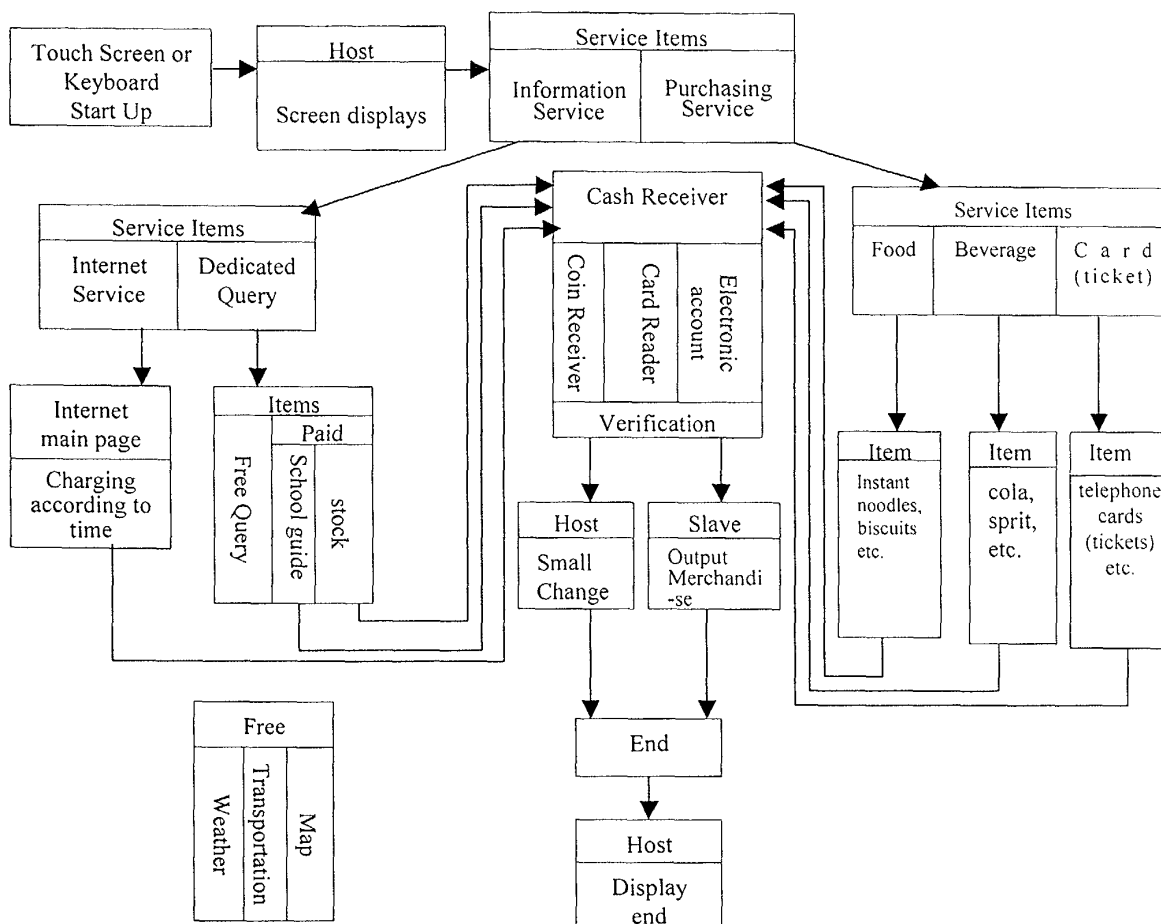 Touch Screen or
Keyboard
Start Up
Host
Screen displays
Service Items
Information
Service
Purchasing
Service
Service Items
Internet
Service
Dedicated
Query
Cash Receiver
Coin Receiver
Card Reader
Electronic
account
Verification
Service Items
Food
Beverage
Card
(ticket)
Internet
main page
Charging
according to
time
Items
Free Query
Paid
School guide
stock
Host
Small
Change
Slave
Output
Merchandi
-se
Item
Instant
noodles,
biscuits
etc.
Item
cola,
sprit,
etc.
Item
telephone
cards
(tickets)
etc.
Free
Weather
Transportation
Map
End
Host
Display
end